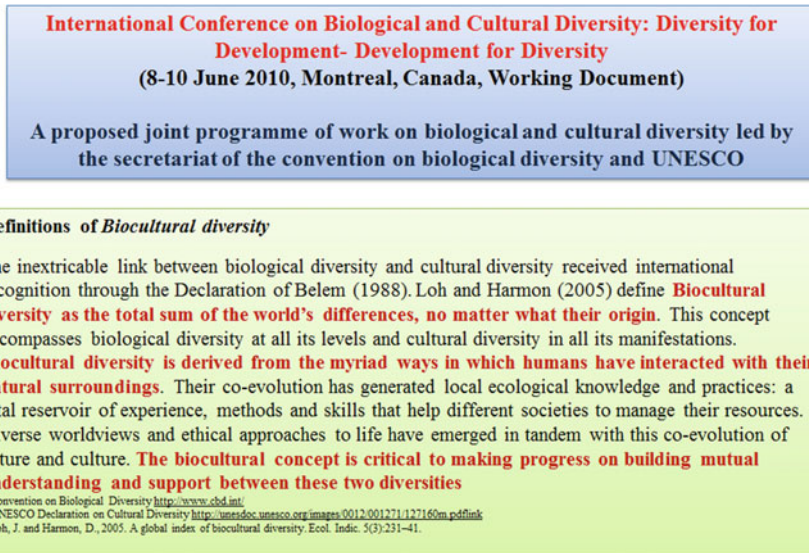 International Conference on Biological and Cultural Diversity: Diversity for
Development- Development for Diversity
(8-10 June 2010, Montreal, Canada, Working Document)
A proposed joint programme of work on biological and cultural diversity led by
the secretariat of the convention on biological diversity and UNESCO
efinitions of Biocultural diversity
ne inextricable link between biological diversity and cultural diversity received international
cognition through the Declaration of Belem (1988). Loh and Harmon (2005) define Biocultural
versity as the total sum of the world's differences, no matter what their origin. This concept
compasses biological diversity at all its levels and cultural diversity in all its manifestations.
ocultural diversity is derived from the myriad ways in which humans have interacted with their
atural surroundings. Their co-evolution has generated local ecological knowledge and practices: a
tal reservoir of experience, methods and skills that help different societies to manage their resources.
verse worldviews and ethical approaches to life have emerged in tandem with this co-evolution of
ture and culture. The biocultural concept is critical to making progress on building mutual
nderstanding and support between these two diversities
onvention on Biological Diversity http://www.cbd.int/
NESCO Declaration on Cultural Diversity http://unesdoc.unesco.org/images/0012/001271/127160m.pdflink
oh, J. and Harmon, D., 2005. A global index of biocultural diversity. Ecol. Indic. 5(3):231–41.